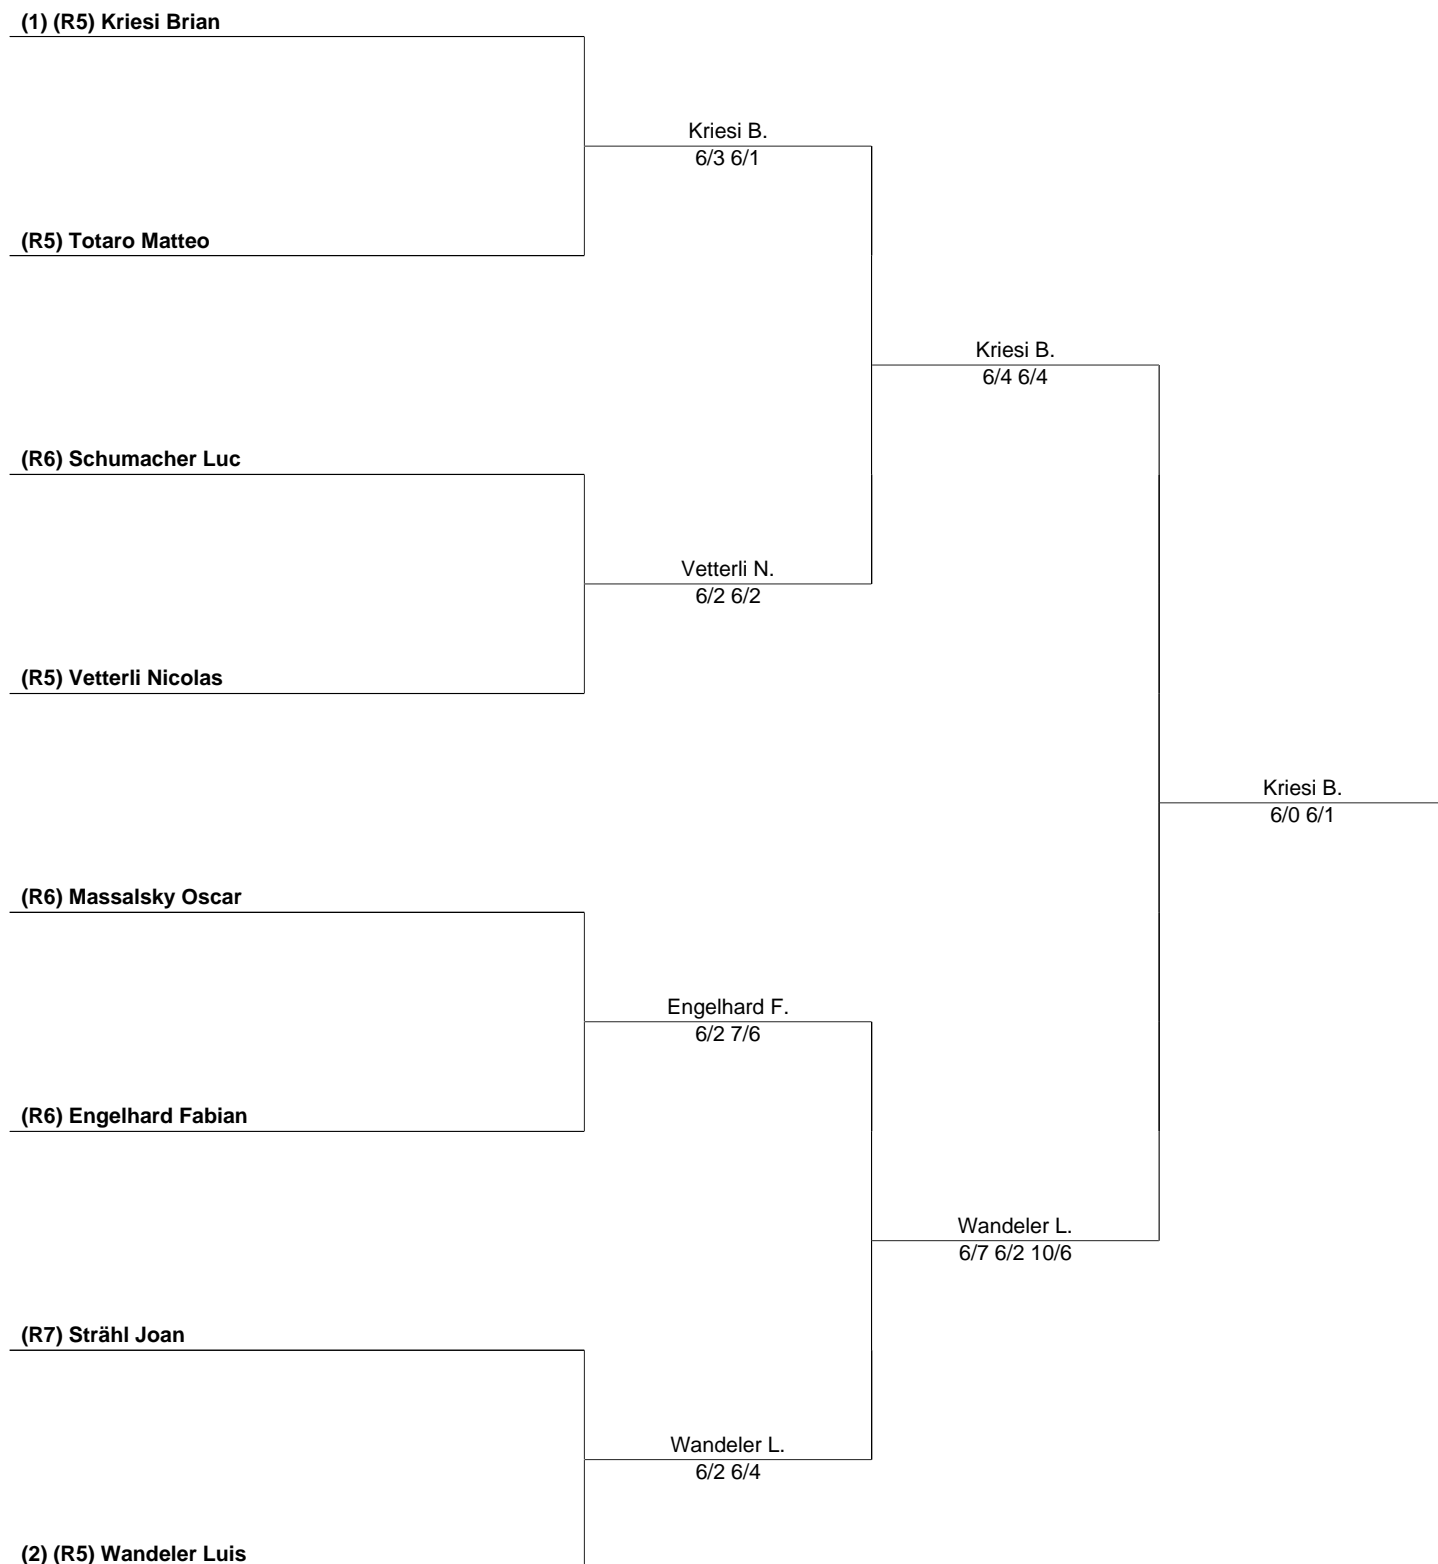 (1) (R5) Kriesi Brian
Kriesi B.
6/3 6/1
(R5) Totaro Matteo
Kriesi B.
6/4 6/4
(R6) Schumacher Luc
Vetterli N.
6/2 6/2
(R5) Vetterli Nicolas
Kriesi B.
6/0 6/1
(R6) Massalsky Oscar
Engelhard F.
6/2 7/6
(R6) Engelhard Fabian
Wandeler L.
6/7 6/2 10/6
(R7) Strähl Joan
Wandeler L.
6/2 6/4
(2) (R5) Wandeler Luis